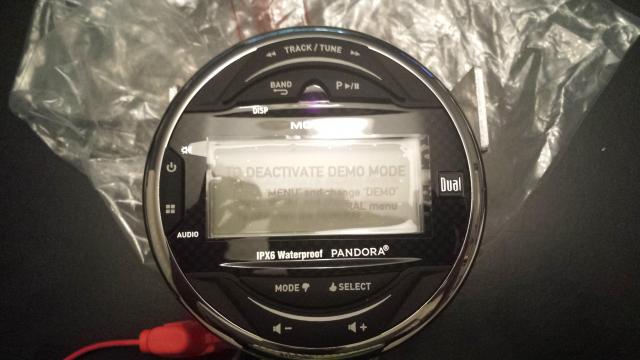 TRACK / TUNE
BAND
P
DISP
TO DEACTIVATE DEMO MODE
MENU' and change 'DEMO'
menu
Dual
AUDIO
IPX6 Waterproof PANDORA®
MODE SELECT
- +